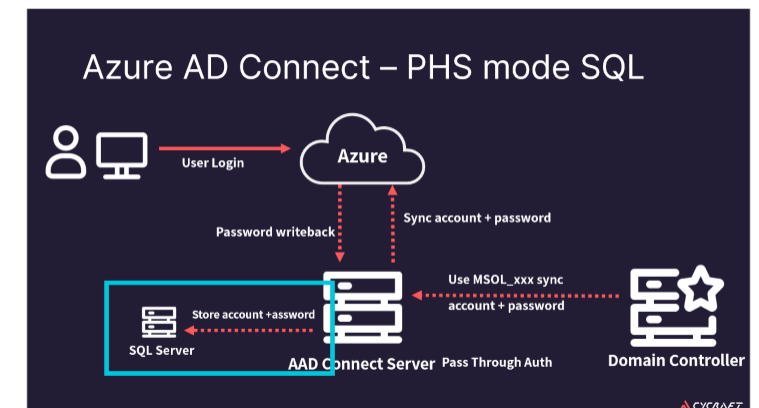 Azure AD Connect – PHS mode SQL
Azure
User Login
Sync account + password
Password writeback
Use MSOL_xxx sync
account + password
Store account +assword
SQL Server
AAD Connect Server
Pass Through Auth
Domain Controller
CYCRAFT